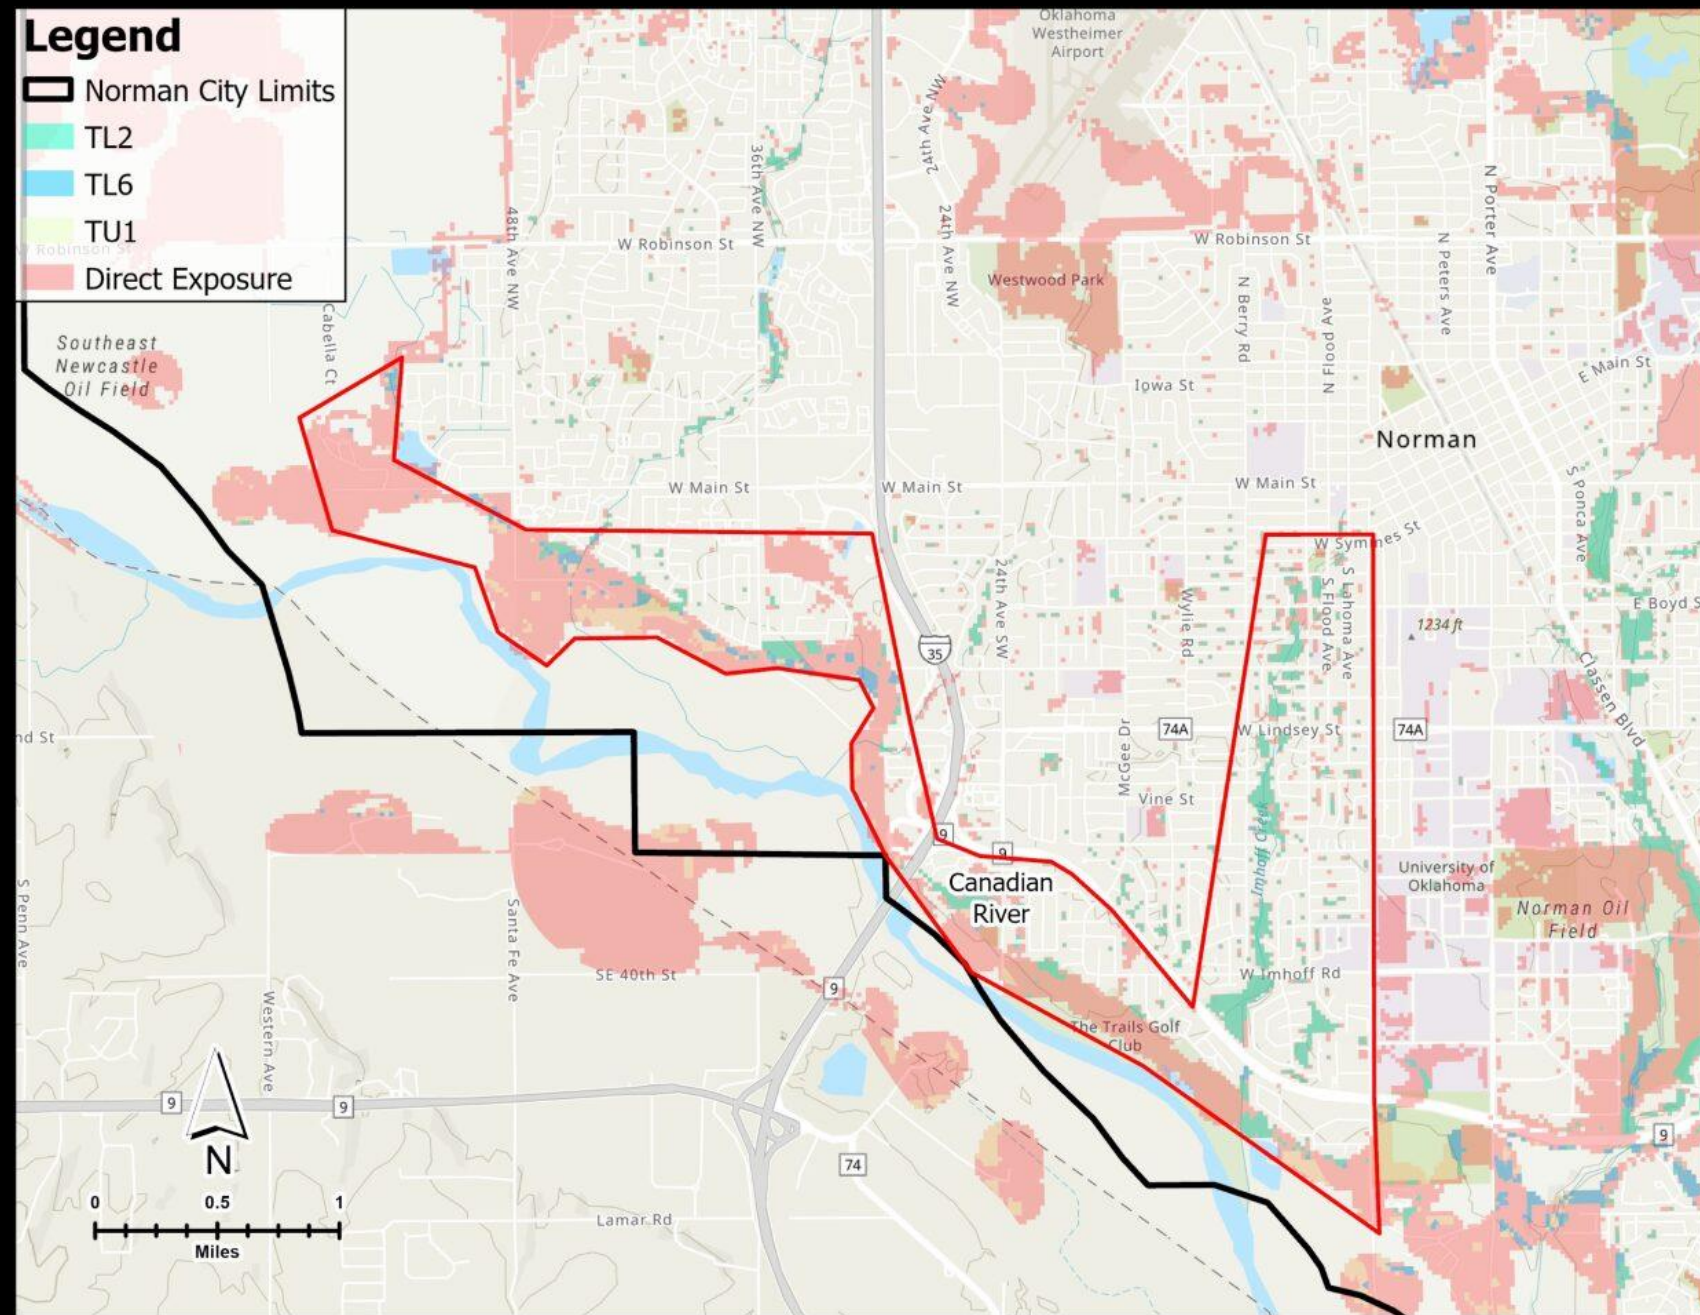 Legend
Norman City Limits
TL2
TL6
TU1
W Robinson St
Direct Exposure
Oklahoma
Westheimer
Airport
24th Ave NW
36th Ave NW
48th Ave NW
W Robinson St
24th Ave NW
W Robinson St
N Porter Ave
N Peters Ave
Westwood Park
N Berry Rd
N Flood Ave
Cabella Ct
Southeast
Newcastle
Oil Field
Iowa St
E Main St
Norman
W Main St
W Main St
W Main St
S Ponca Ave
W Symmes St
24th Ave SW
Wylie Rd
S Flood Ave
S Lahoma Ave
E Boyd S
1234 ft
35
Classen Blvd
nd St
McGee Dr
74A
W Lindsey St
74A
Vine St
Imhoff Creek
9
9
Canadian
River
University of
Oklahoma
Norman Oil
Field
S Penn Ave
Santa Fe Ave
SE 40th St
W Imhoff Rd
9
Western Ave
The Trails Golf
Club
9
9
9
N
74
0
0.5
1
Miles
Lamar Rd